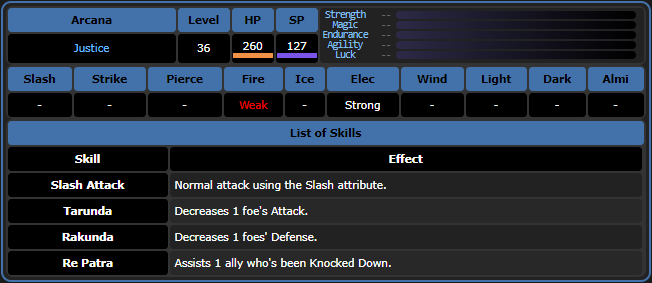 Arcana Level HP SP
Justice 36 260 127
Strength --
Magic --
Endurance --
Agility --
Luck --
Slash Strike Pierce Fire Ice Elec Wind Light Dark Almi
- - - Weak - Strong - - - -
List of Skills
Skill Effect
Slash Attack Normal attack using the Slash attribute.
Tarunda Decreases 1 foe's Attack.
Rakunda Decreases 1 foes' Defense.
Re Patra Assists 1 ally who's been Knocked Down.